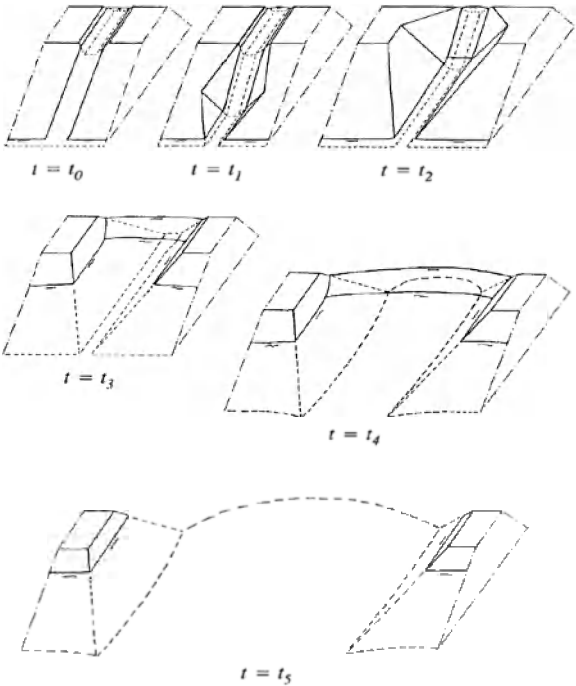 t = t₀
t = t₁
t = t₂
t = t₃
t = t₄
t = t₅